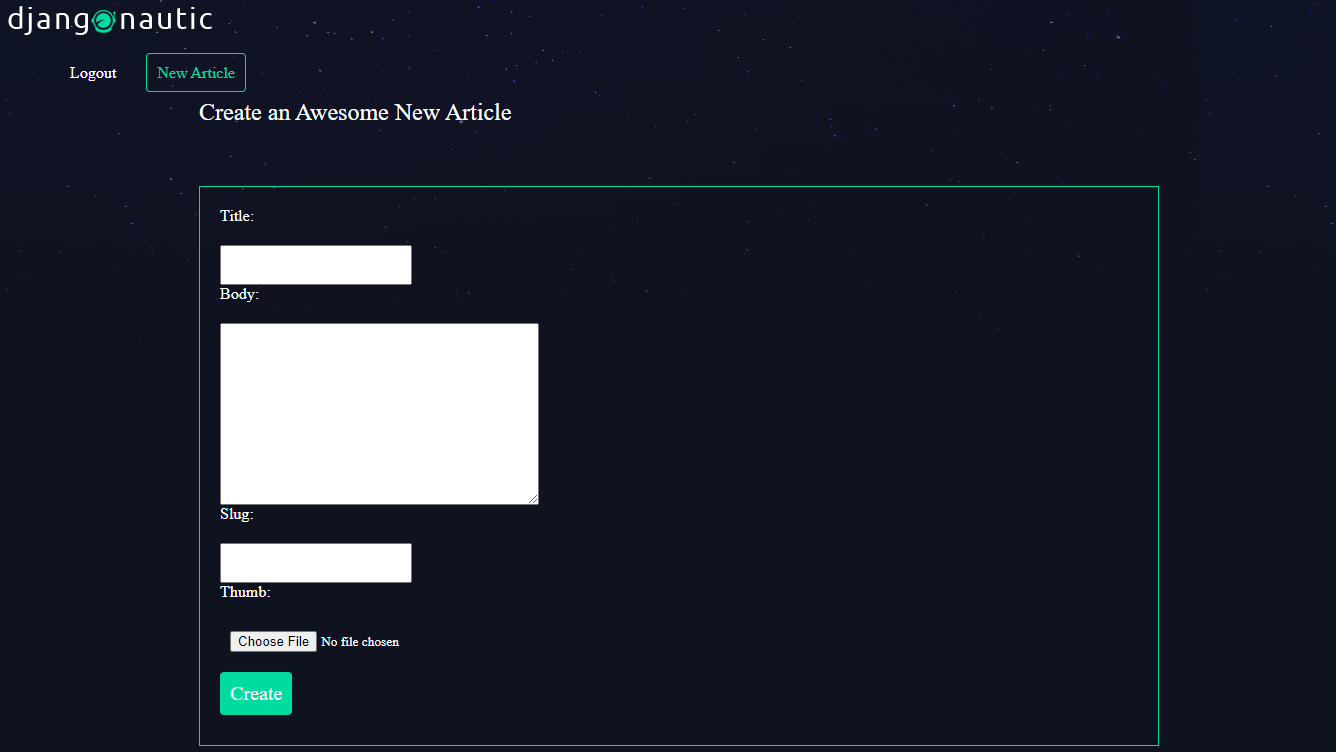 djangonautic
Logout New Article
Create an Awesome New Article
Title:
Body:
Slug:
Thumb:
Choose File No file chosen
Create